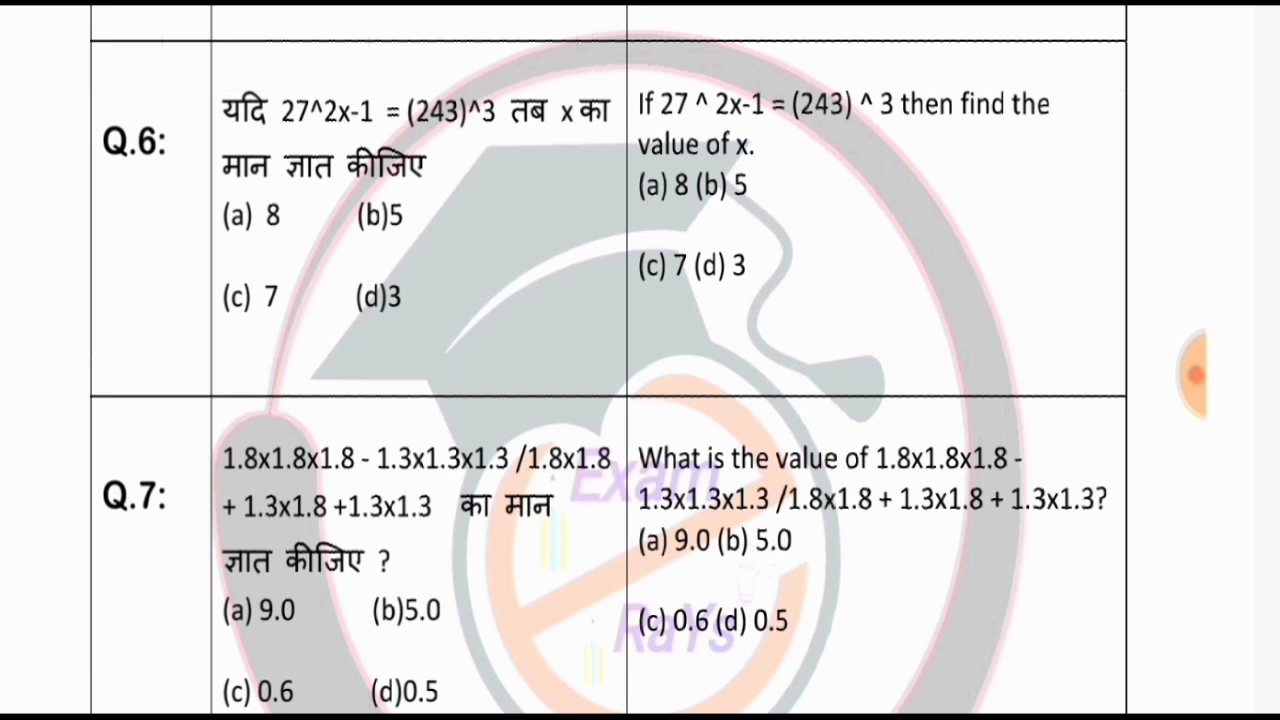 Q.6:
यदि 27^2x-1 = (243)^3 तब x का
मान ज्ञात कीजिए
(a) 8 (b)5
(c) 7 (d)3
If 27 ^ 2x-1 = (243) ^ 3 then find the
value of x.
(a) 8 (b) 5
(c) 7 (d) 3
Q.7:
1.8x1.8x1.8 - 1.3x1.3x1.3 /1.8x1.8
+ 1.3x1.8 +1.3x1.3 का मान
ज्ञात कीजिए ?
(a) 9.0 (b)5.0
(c) 0.6 (d)0.5
What is the value of 1.8x1.8x1.8 -
1.3x1.3x1.3 /1.8x1.8 + 1.3x1.8 + 1.3x1.3?
(a) 9.0 (b) 5.0
(c) 0.6 (d) 0.5
Exam
RaYs